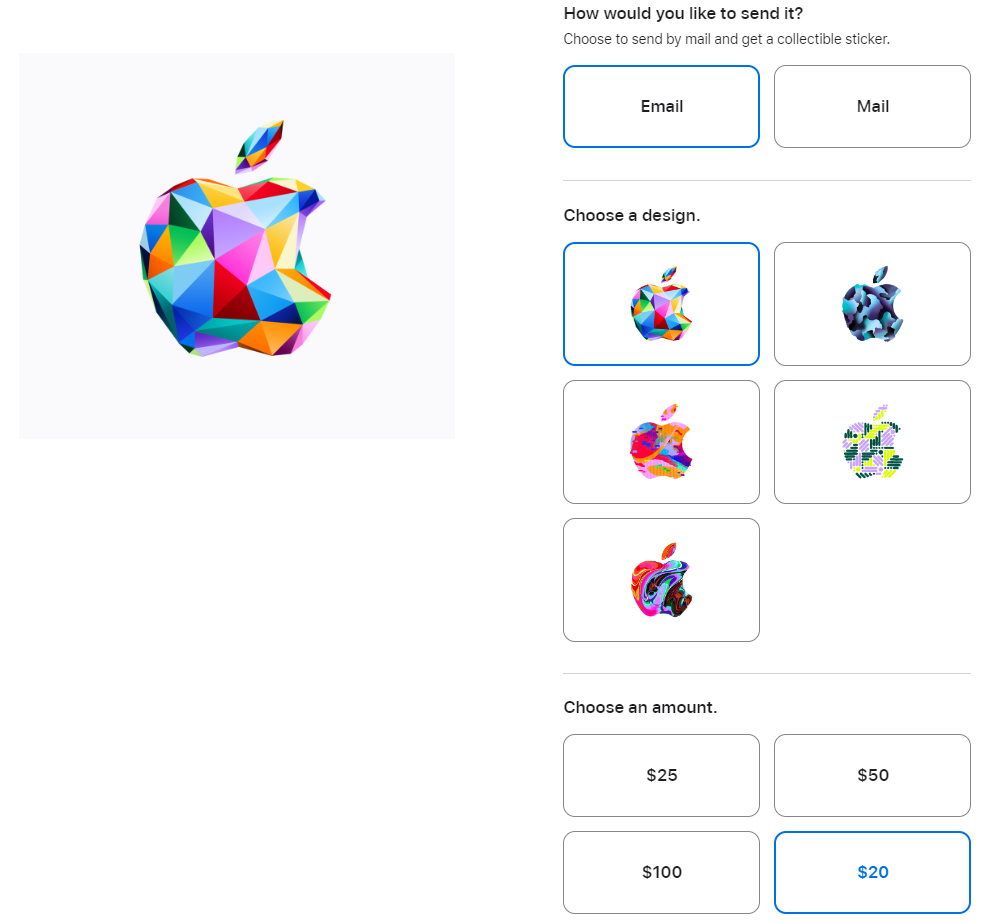 How would you like to send it?
Choose to send by mail and get a collectible sticker.
Email
Mail
Choose a design.
Choose an amount.
$25
$50
$100
$20